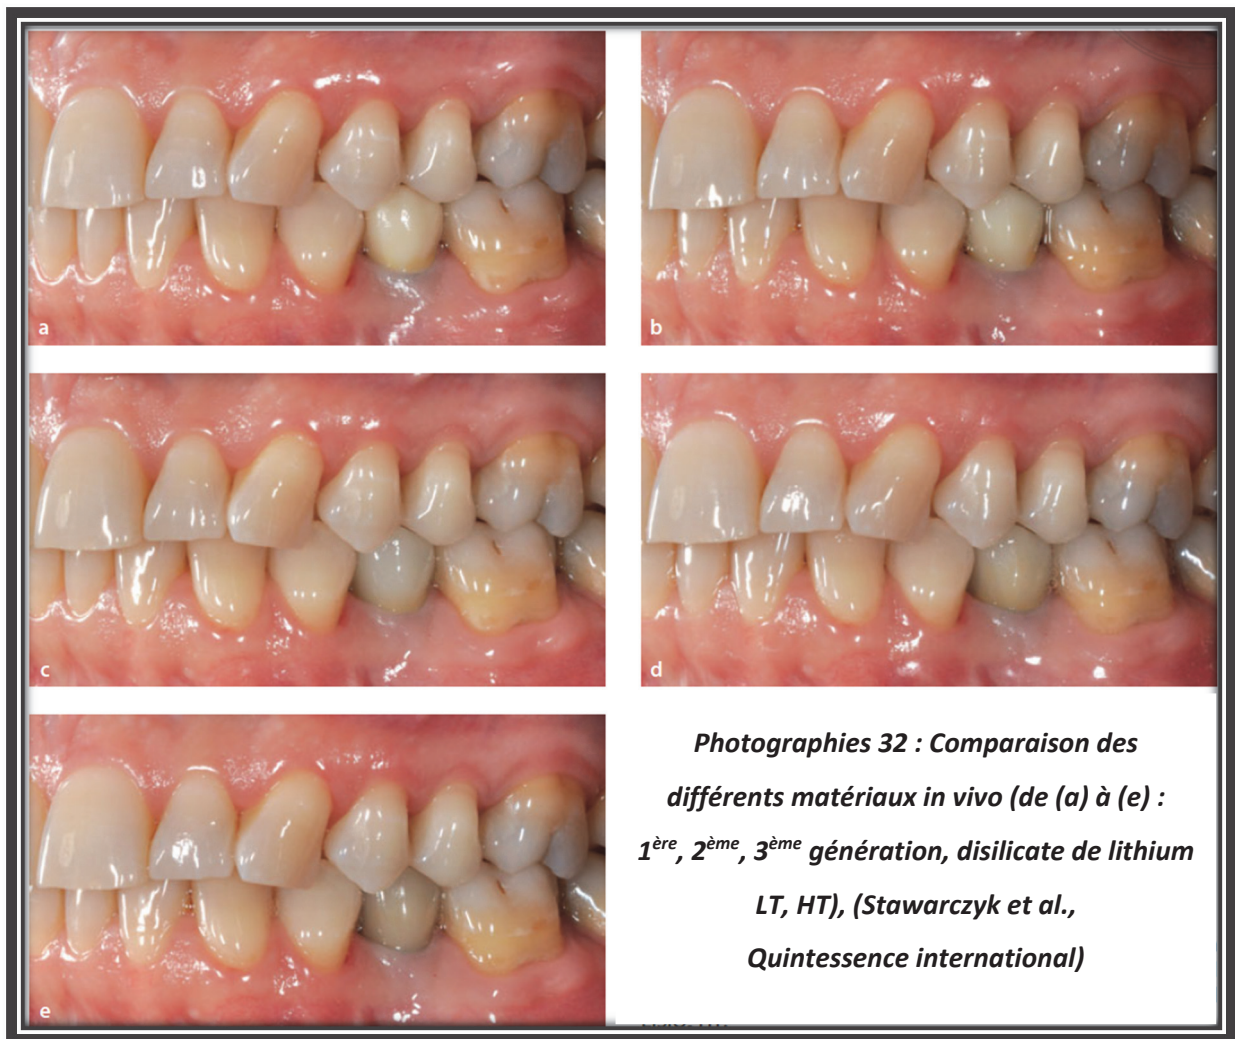 a
b
c
d
e
Photographies 32 : Comparaison des
différents matériaux in vivo (de (a) à (e) :
1ère, 2ème, 3ème génération, disilicate de lithium
LT, HT), (Stawarczyk et al.,
Quintessence international)